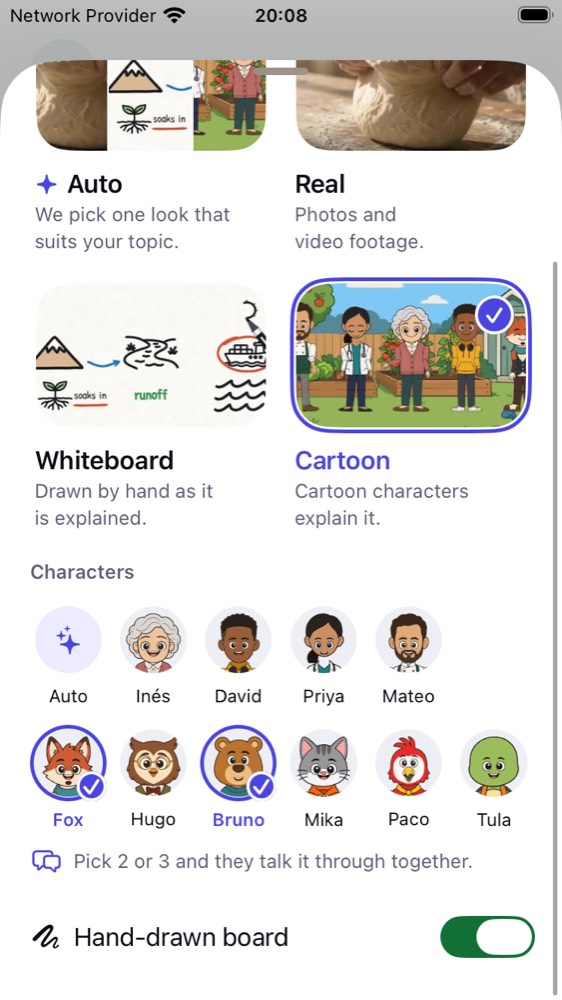 Network Provider 20:08
soaks in
Auto
We pick one look that
suits your topic.
Real
Photos and
video footage.
soaks in
runoff
Whiteboard
Drawn by hand as it
is explained.
Cartoon
Cartoon characters
explain it.
Characters
Auto
Inés
David
Priya
Mateo
Fox
Hugo
Bruno
Mika
Paco
Tula
Pick 2 or 3 and they talk it through together.
Hand-drawn board